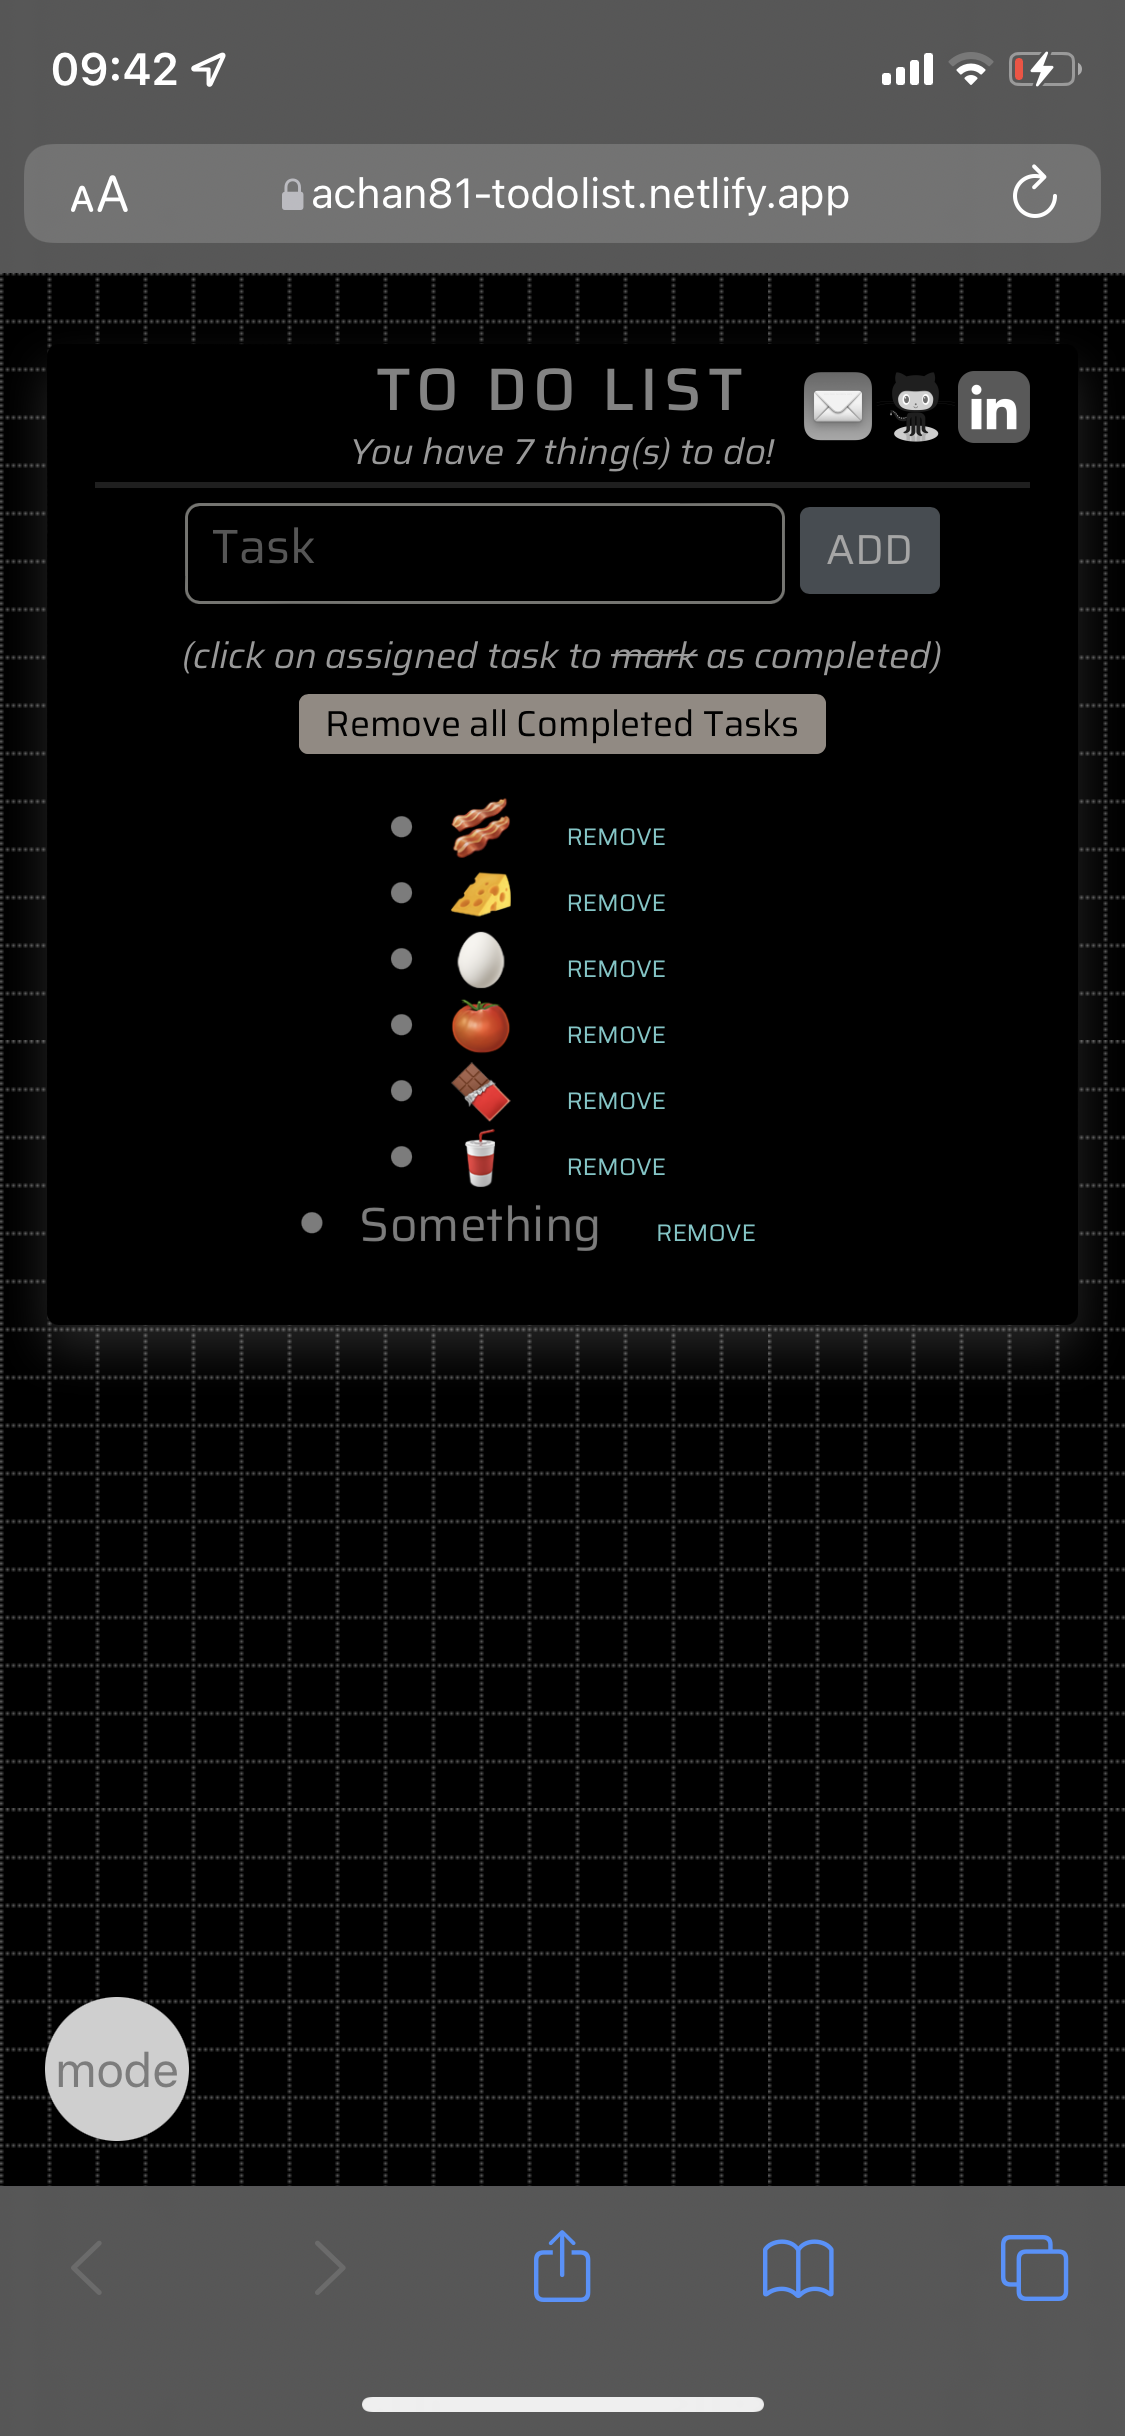 09:42
AA achan81-todolist.netlify.app
TO DO LIST
in
You have 7 thing(s) to do!
Task
ADD
(click on assigned task to mark as completed)
Remove all Completed Tasks
REMOVE
REMOVE
REMOVE
REMOVE
REMOVE
REMOVE
Something REMOVE
mode